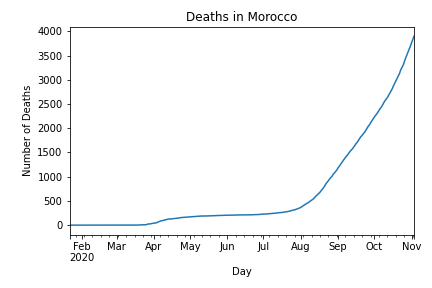 Deaths in Morocco
4000
3500
3000
2500
2000
1500
1000
500
0
Number of Deaths
Feb Mar Apr May Jun Jul Aug Sep Oct Nov
2020
Day